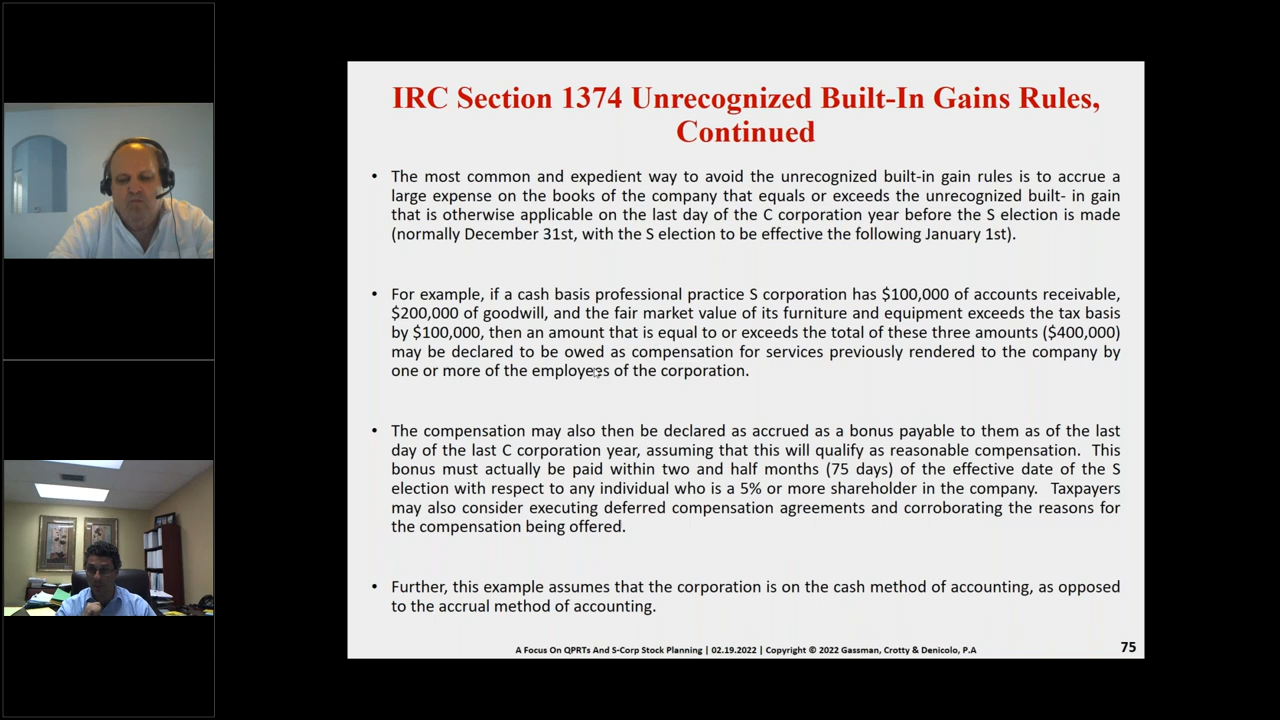 IRC Section 1374 Unrecognized Built-In Gains Rules,
Continued
• The most common and expedient way to avoid the unrecognized built-in gain rules is to accrue a
large expense on the books of the company that equals or exceeds the unrecognized built- in gain
that is otherwise applicable on the last day of the C corporation year before the S election is made
(normally December 31st, with the S election to be effective the following January 1st).
• For example, if a cash basis professional practice S corporation has $100,000 of accounts receivable,
$200,000 of goodwill, and the fair market value of its furniture and equipment exceeds the tax basis
by $100,000, then an amount that is equal to or exceeds the total of these three amounts ($400,000)
may be declared to be owed as compensation for services previously rendered to the company by
one or more of the employees of the corporation.
• The compensation may also then be declared as accrued as a bonus payable to them as of the last
day of the last C corporation year, assuming that this will qualify as reasonable compensation. This
bonus must actually be paid within two and half months (75 days) of the effective date of the S
election with respect to any individual who is a 5% or more shareholder in the company. Taxpayers
may also consider executing deferred compensation agreements and corroborating the reasons for
the compensation being offered.
• Further, this example assumes that the corporation is on the cash method of accounting, as opposed
to the accrual method of accounting.
A Focus On QPRTs And S-Corp Stock Planning | 02.19.2022 | Copyright © 2022 Gassman, Crotty & Denicolo, P.A
75